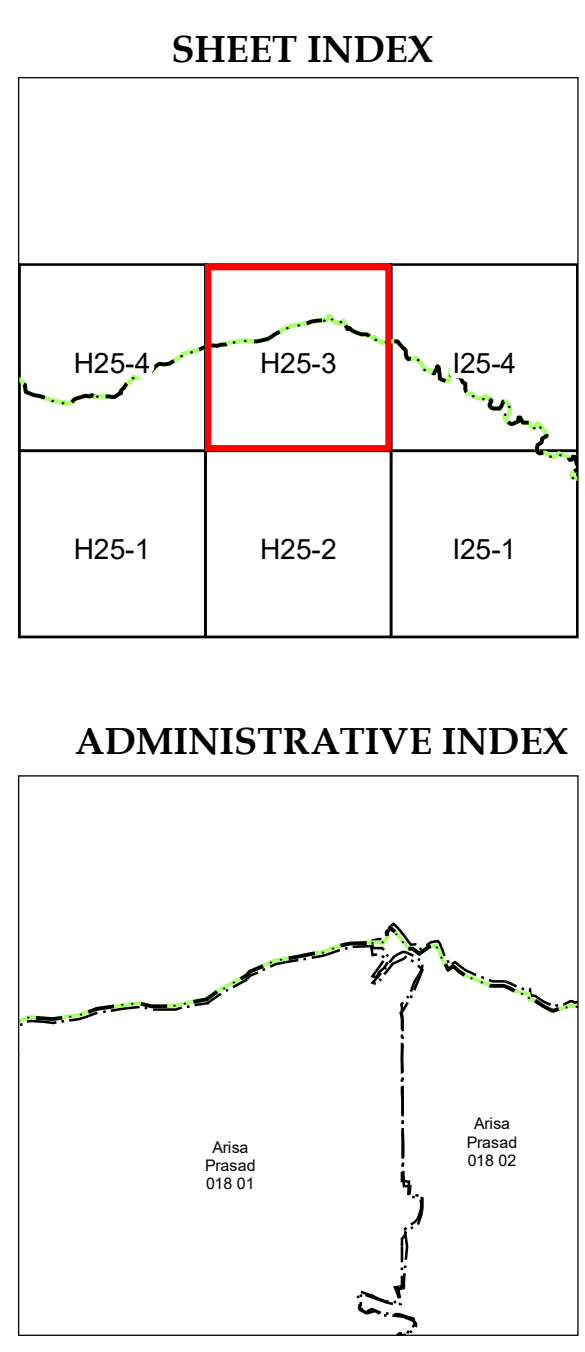 SHEET INDEX
H25-4
H25-3
I25-4
H25-1
H25-2
I25-1
ADMINISTRATIVE INDEX
Arisa
Prasad
018 01
Arisa
Prasad
018 02